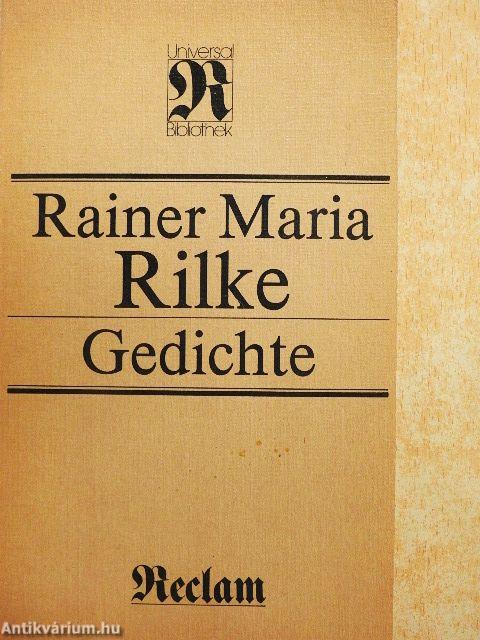 Universal
R
Bibliothek
Rainer Maria
Rilke
Gedichte
Reclam
Antikvárium.hu